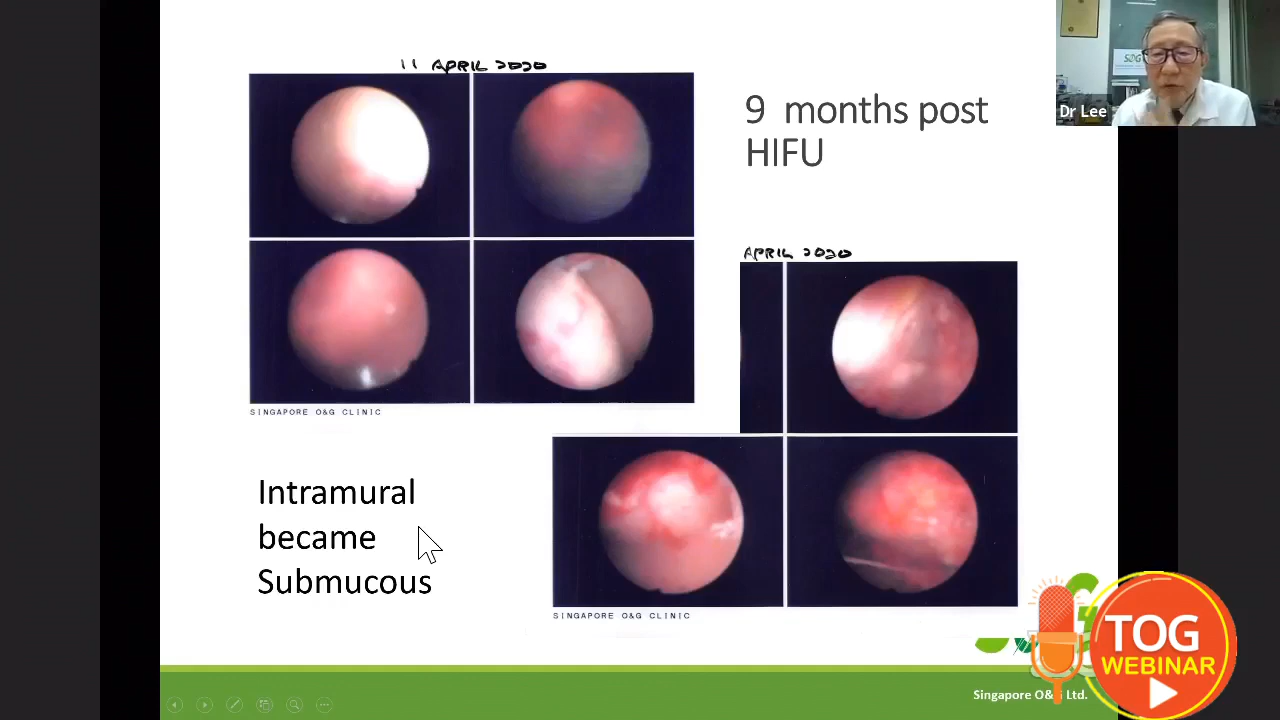 11 APRIL 2020
9 months post
HIFU
Dr Lee
APRIL 2020
SINGAPORE O&G CLINIC
Intramural
became
Submucous
SINGAPORE O&G CLINIC
TOG
WEBINAR
Singapore O&G Ltd.